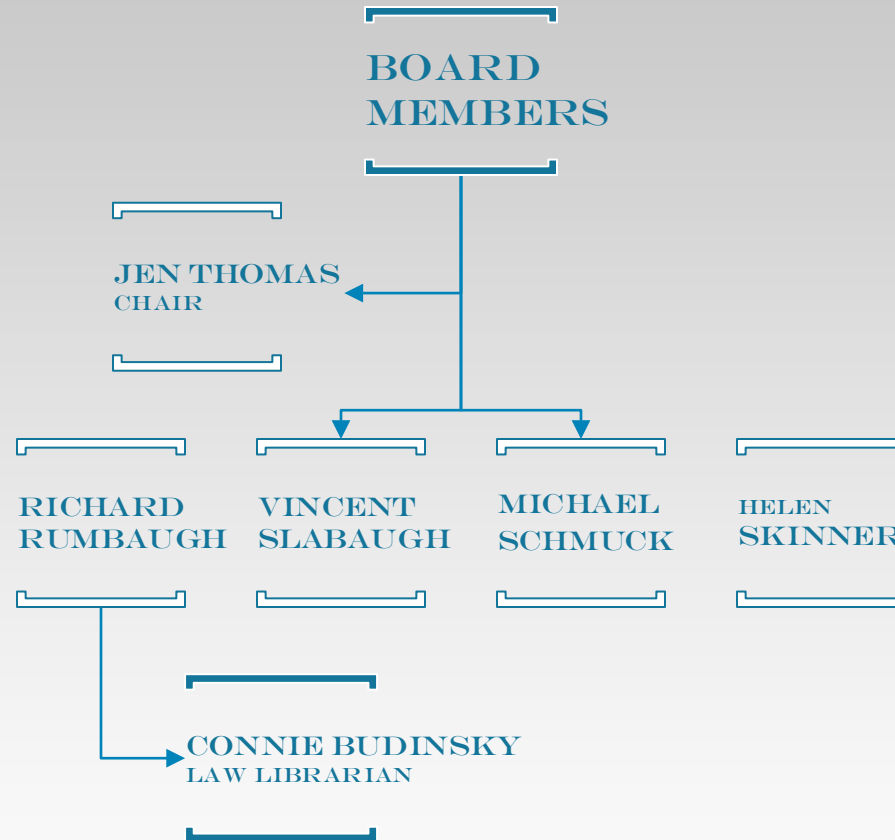 BOARD
MEMBERS
JEN THOMAS
CHAIR
RICHARD
RUMBAUGH
VINCENT
SLABAUGH
MICHAEL
SCHMUCK
HELEN
SKINNER
CONNIE BUDINSKY
LAW LIBRARIAN